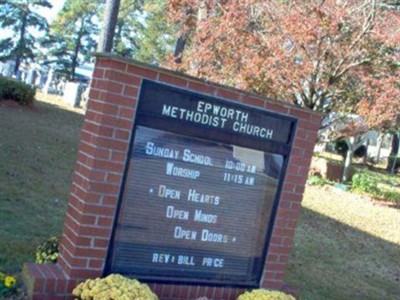 EPWORTH
METHODIST CHURCH
SUNDAY SCHOOL 10:00 AM
WORSHIP 11:15 AM
• OPEN HEARTS
OPEN MINDS
OPEN DOORS •
REV • BILL PRICE